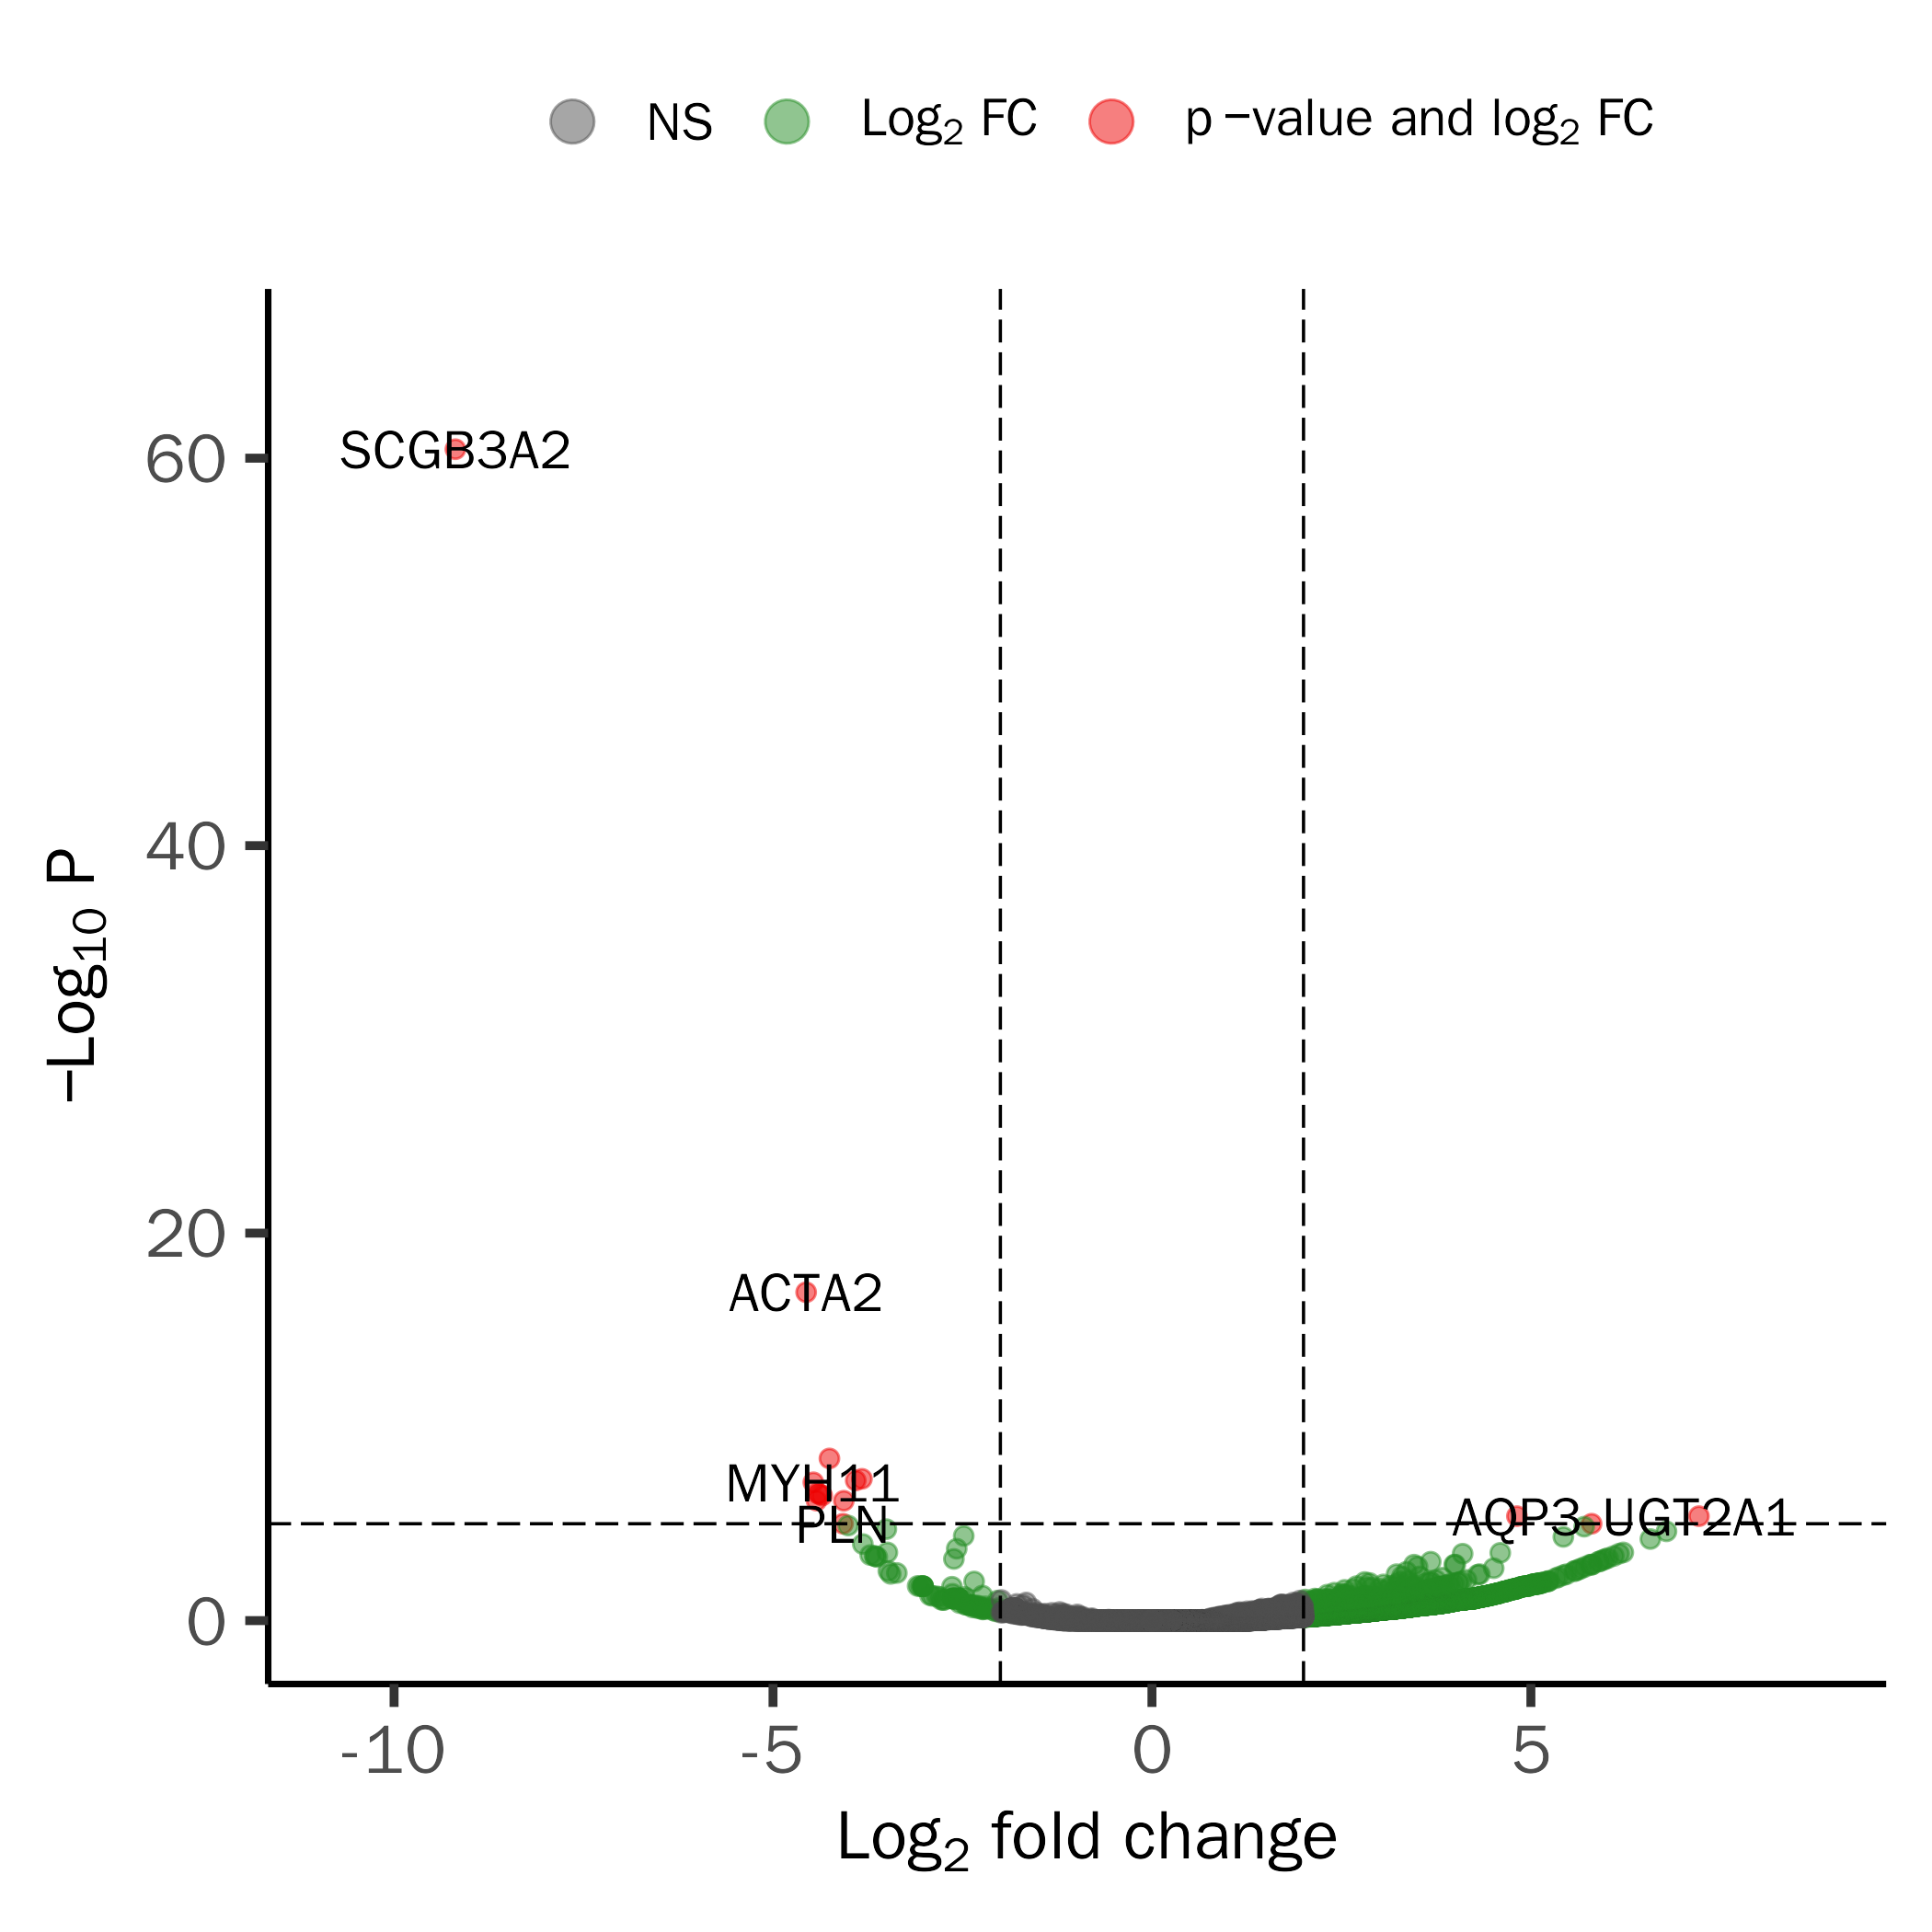 NS Log2 FC p −value and log2 FC
60
40
20
0
−Log10 P
SCGB3A2
ACTA2
MYH11
PLN
AQP3 UGT2A1
-10 -5 0 5
Log2 fold change